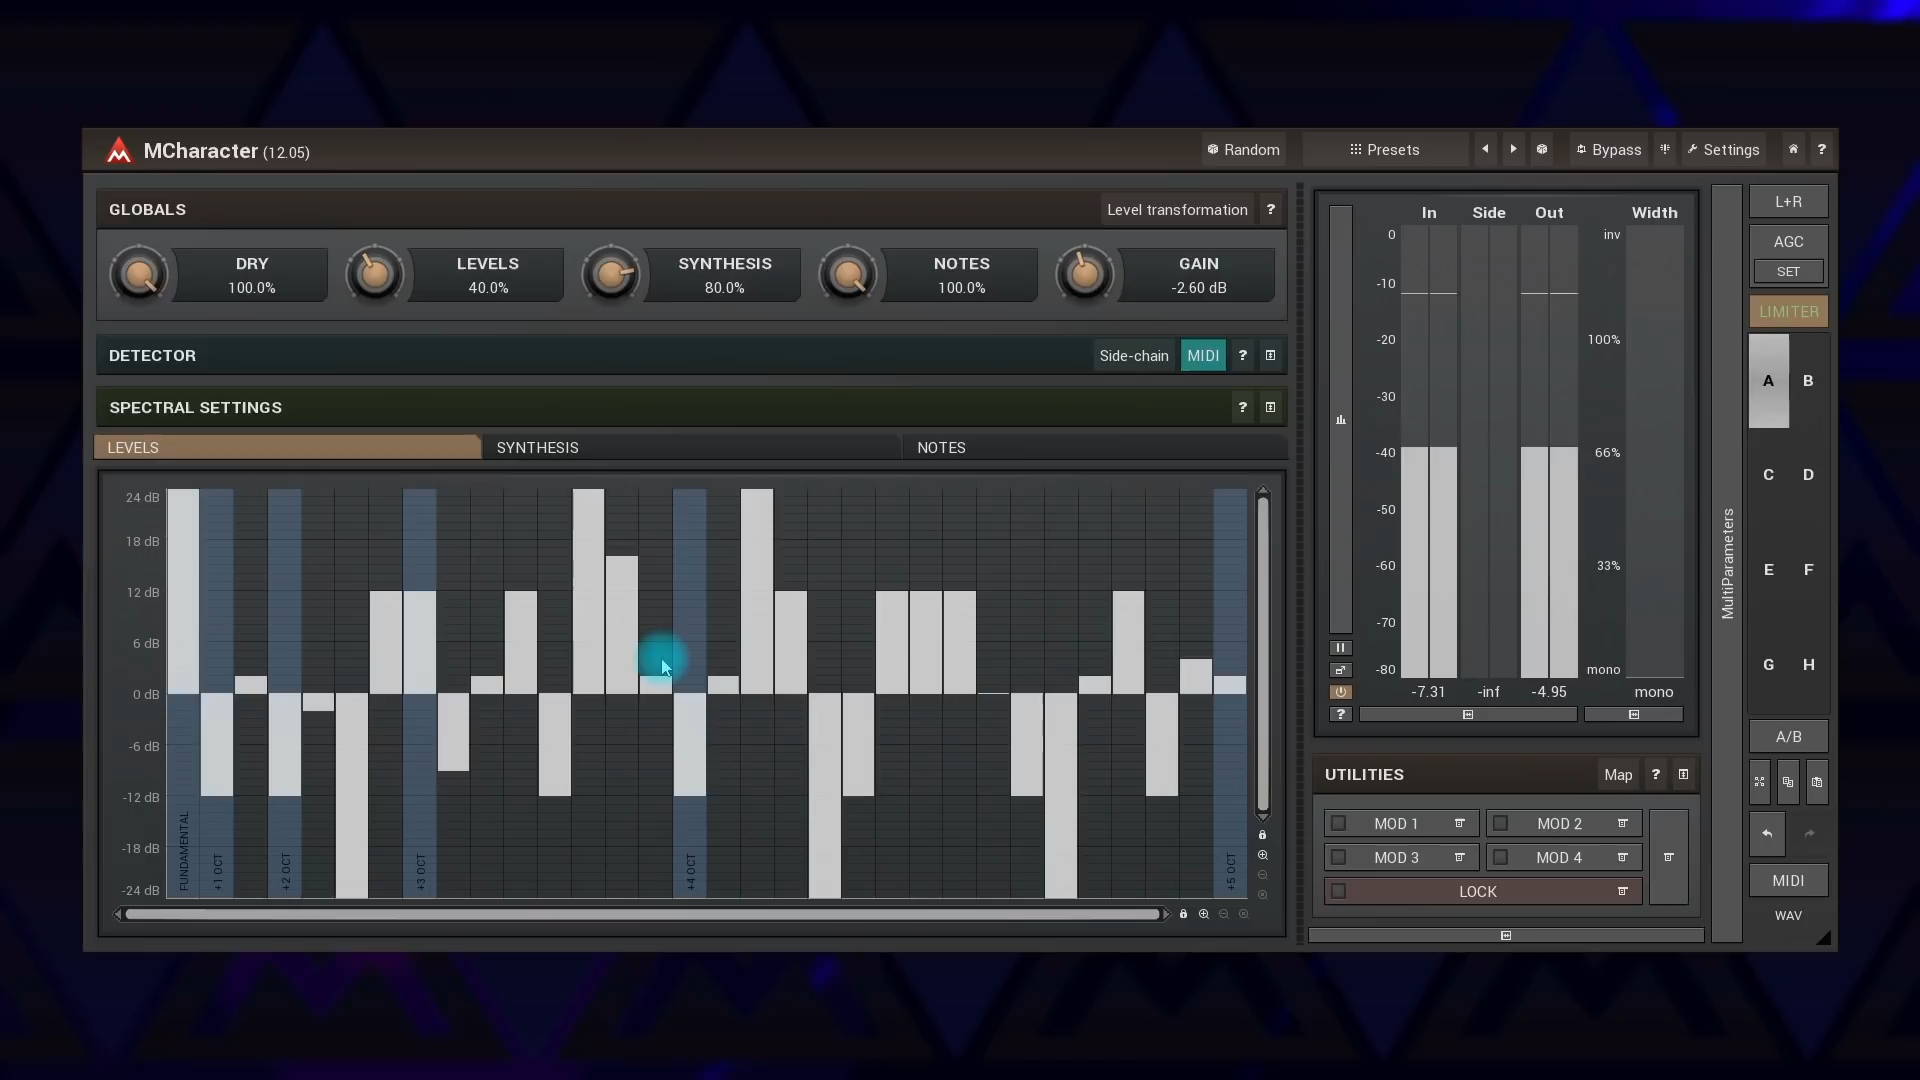 MCharacter (12.05)
Random
Presets
Bypass
Settings
?
GLOBALS
Level transformation
?
DRY
100.0%
LEVELS
40.0%
SYNTHESIS
80.0%
NOTES
100.0%
GAIN
-2.60 dB
DETECTOR
Side-chain
MIDI
?
SPECTRAL SETTINGS
?
LEVELS
SYNTHESIS
NOTES
24 dB
18 dB
12 dB
6 dB
0 dB
-6 dB
-12 dB
-18 dB
-24 dB
FUNDAMENTAL
+1 OCT
+2 OCT
+3 OCT
+4 OCT
+5 OCT
In
Side
Out
Width
0
-10
-20
-30
-40
-50
-60
-70
-80
inv
100%
66%
33%
mono
-7.31
-inf
-4.95
mono
?
UTILITIES
Map
?
MOD 1
MOD 2
MOD 3
MOD 4
LOCK
MultiParameters
L+R
AGC
SET
LIMITER
A
B
C
D
E
F
G
H
A/B
MIDI
WAV